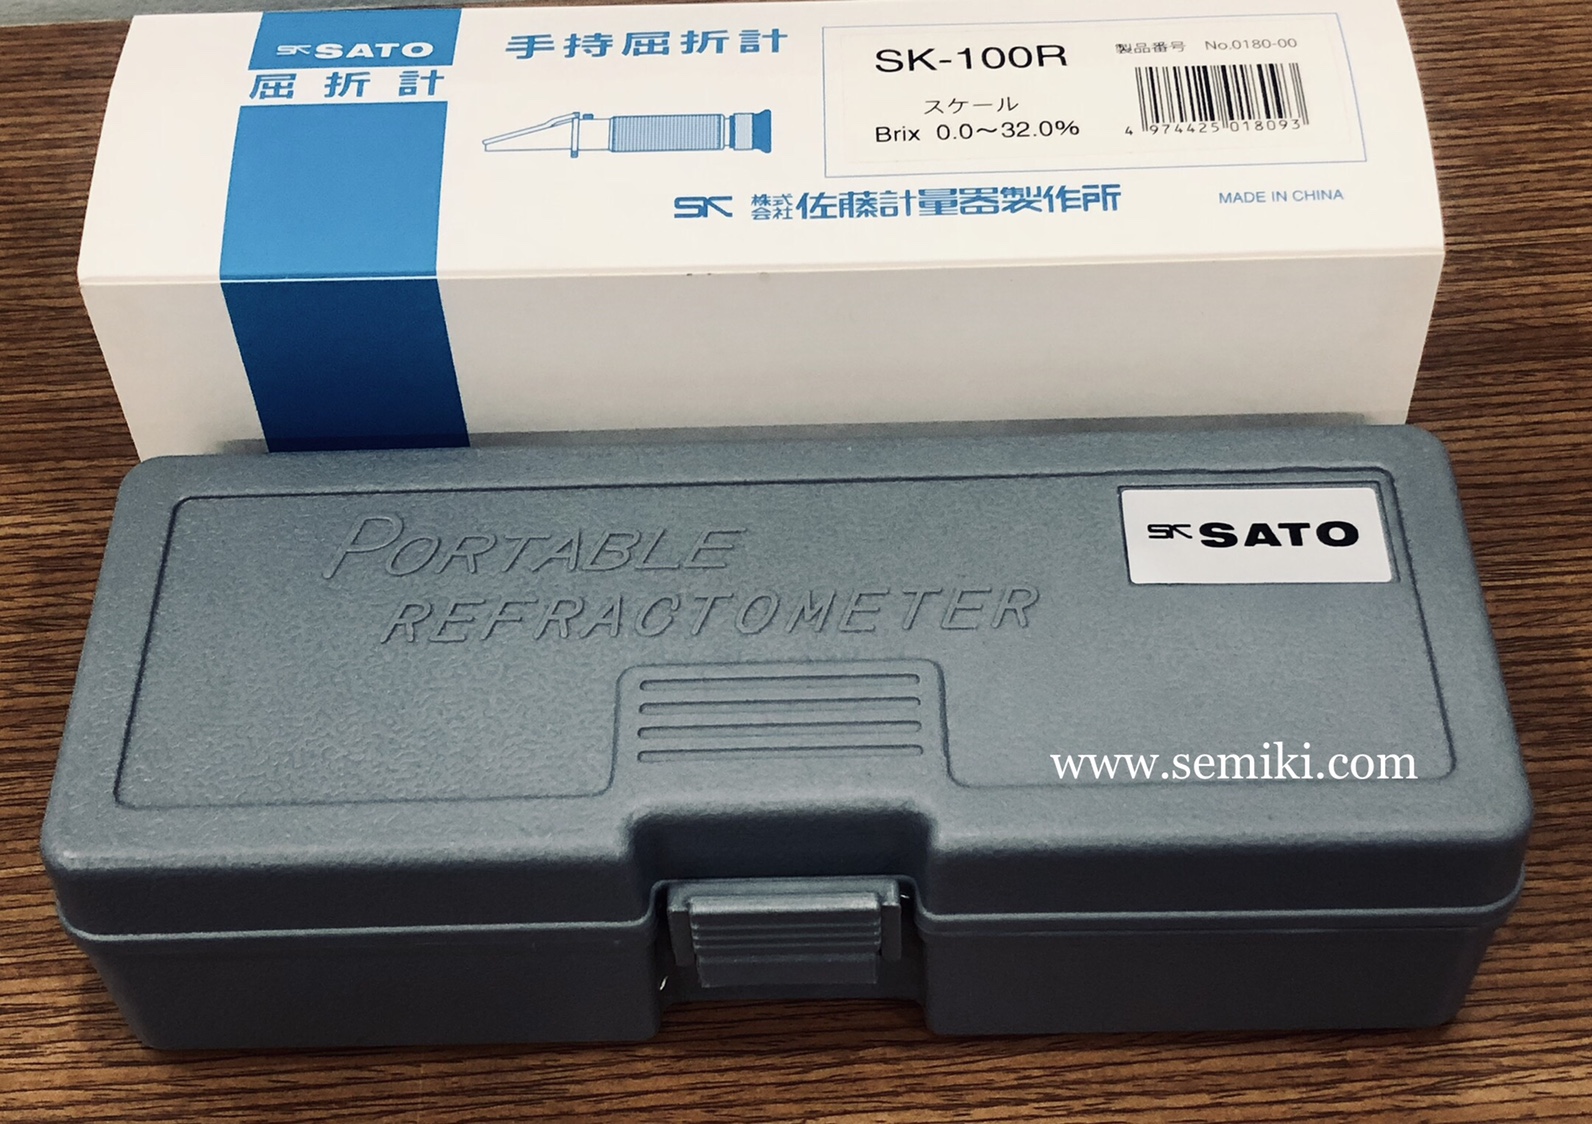 SK SATO
屈折計
手持屈折計
SK-100R
製品番号 No.0180-00
スケール
Brix 0.0～32.0%
4 974425 018093
SK 株式会社 佐藤計量器製作所
MADE IN CHINA
PORTABLE
REFRACTOMETER
SK SATO
www.semiki.com